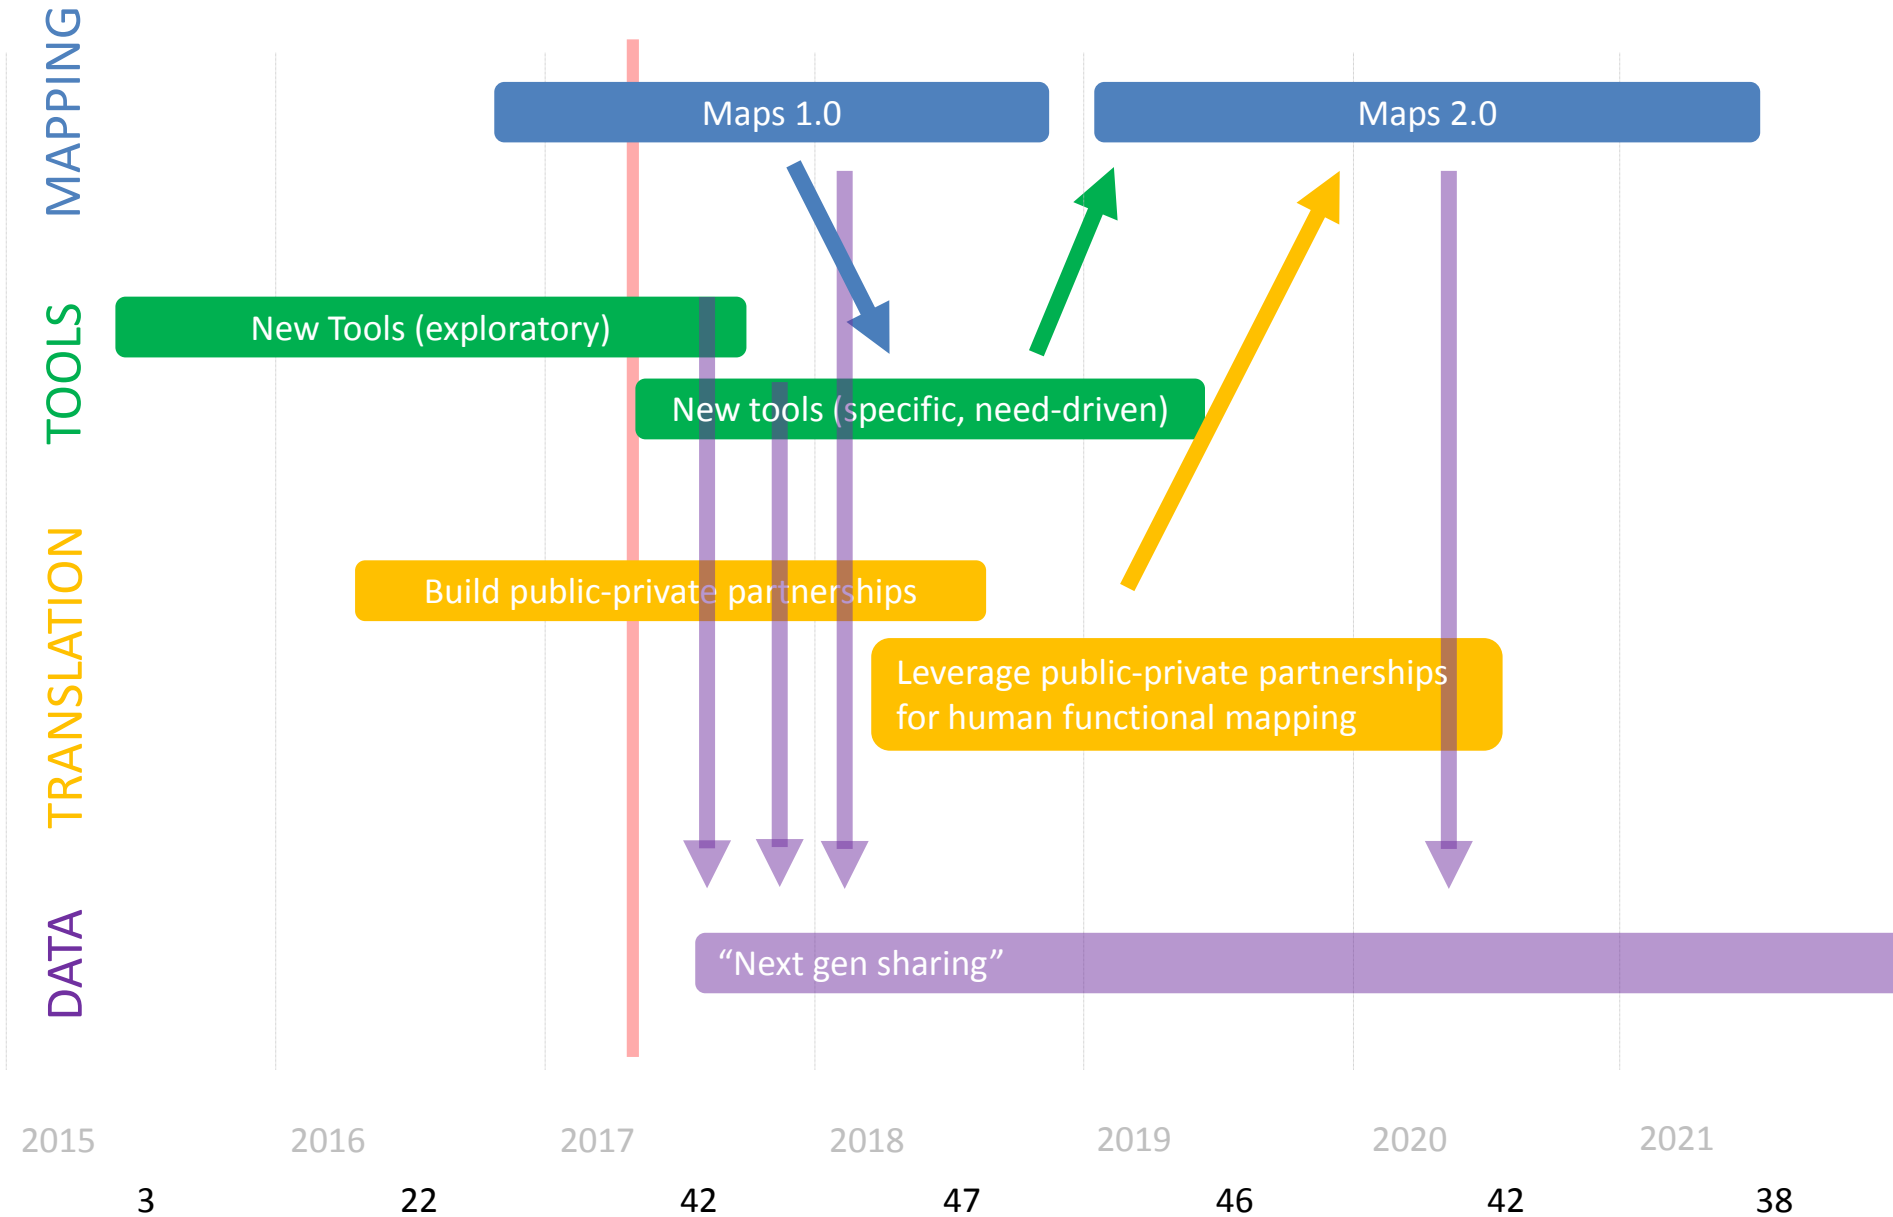 MAPPING
Maps 1.0
Maps 2.0
TOOLS
New Tools (exploratory)
New tools (specific, need-driven)
TRANSLATION
Build public-private partnerships
Leverage public-private partnerships
for human functional mapping
DATA
“Next gen sharing”
2015 2016 2017 2018 2019 2020 2021
3 22 42 47 46 42 38